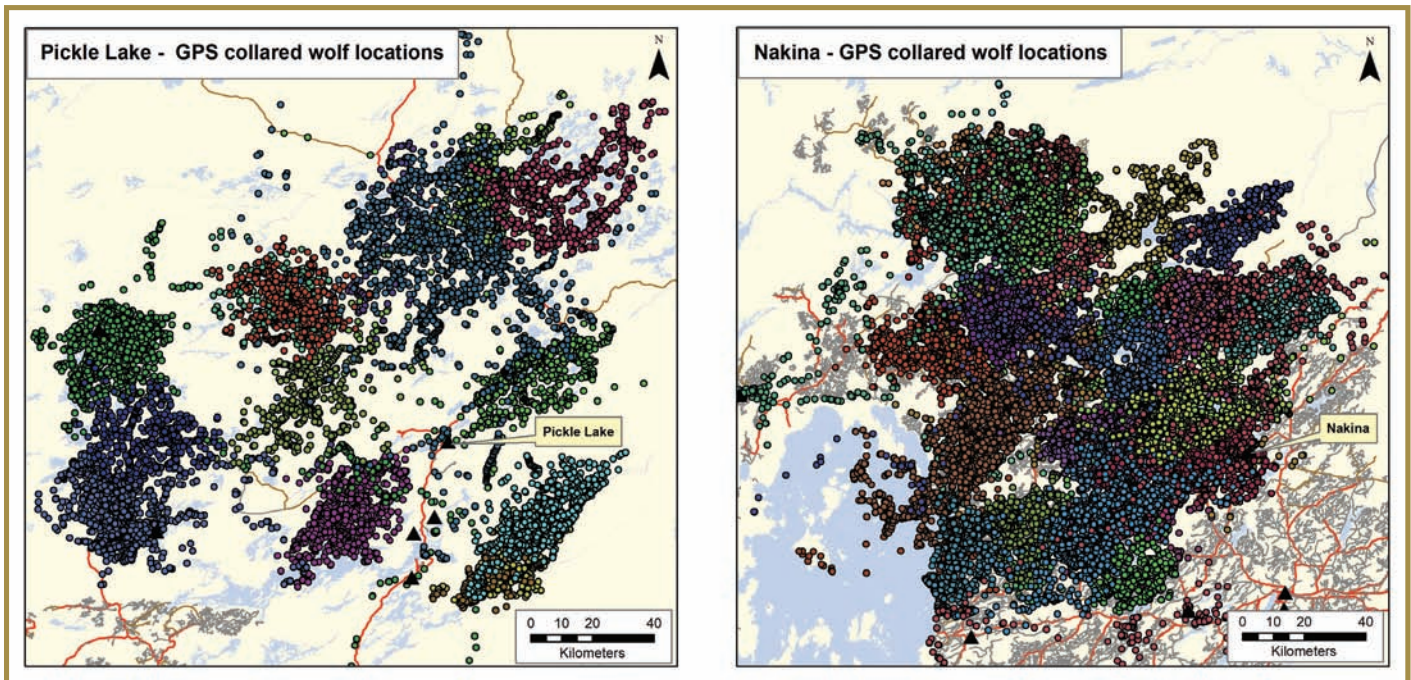 Pickle Lake - GPS collared wolf locations
N
Pickle Lake
0 10 20 40
Kilometers
Nakina - GPS collared wolf locations
N
Nakina
0 10 20 40
Kilometers